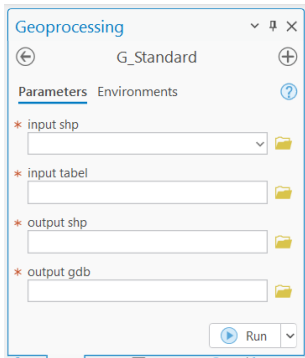 Geoprocessing
G_Standard
Parameters Environments
* input shp
* input tabel
* output shp
* output gdb
Run